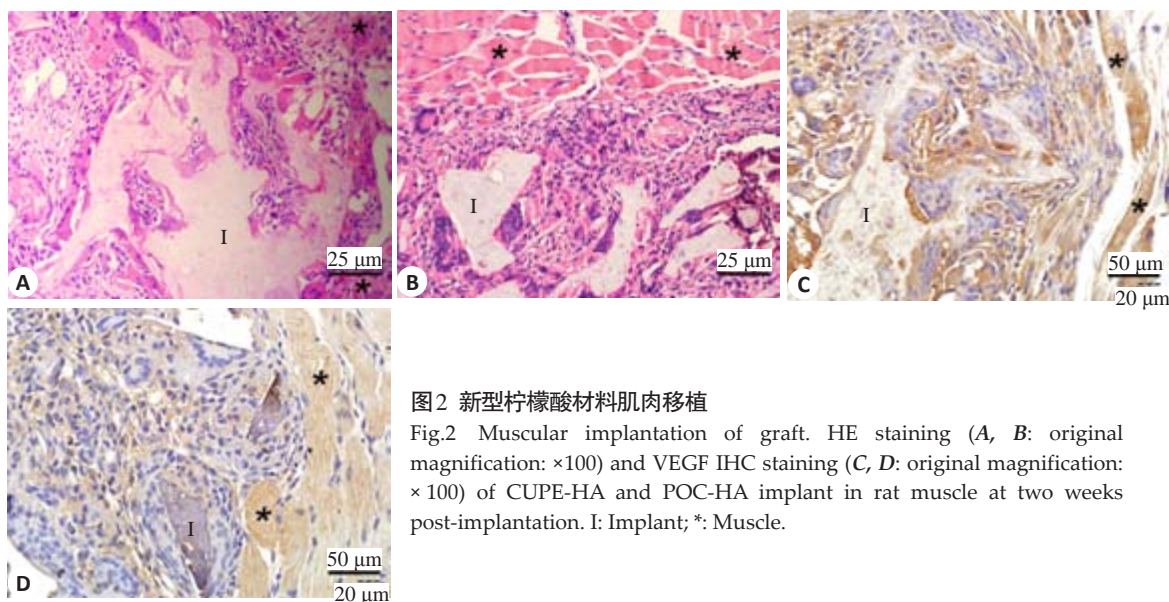 *
I
25 μm
*
A
*
*
I
25 μm
B
*
I
*
50 μm
20 μm
C
*
*
I
50 μm
20 μm
D
图2 新型柠檬酸材料肌肉移植
Fig.2 Muscular implantation of graft. HE staining (A, B: original
magnification: ×100) and VEGF IHC staining (C, D: original magnification:
× 100) of CUPE-HA and POC-HA implant in rat muscle at two weeks
post-implantation. I: Implant; *: Muscle.